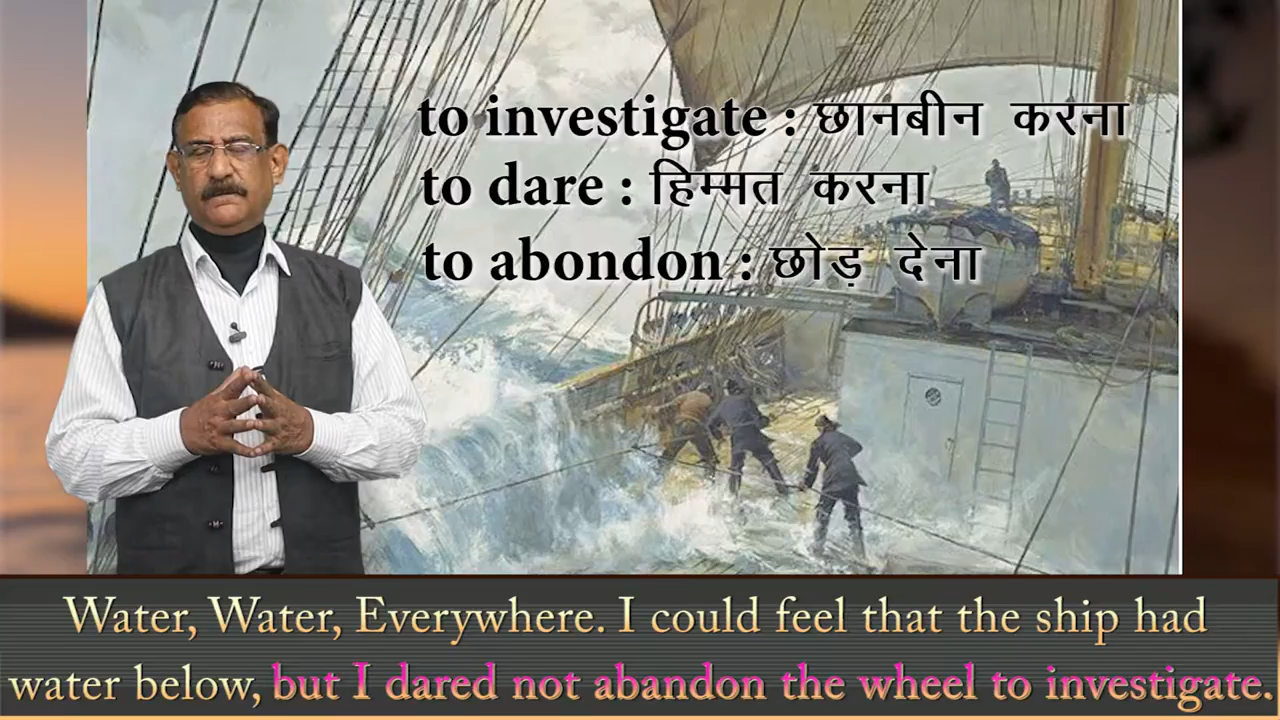 to investigate : छानबीन करना
to dare : हिम्मत करना
to abondon : छोड़ देना
Water, Water, Everywhere. I could feel that the ship had
water below, but I dared not abandon the wheel to investigate.